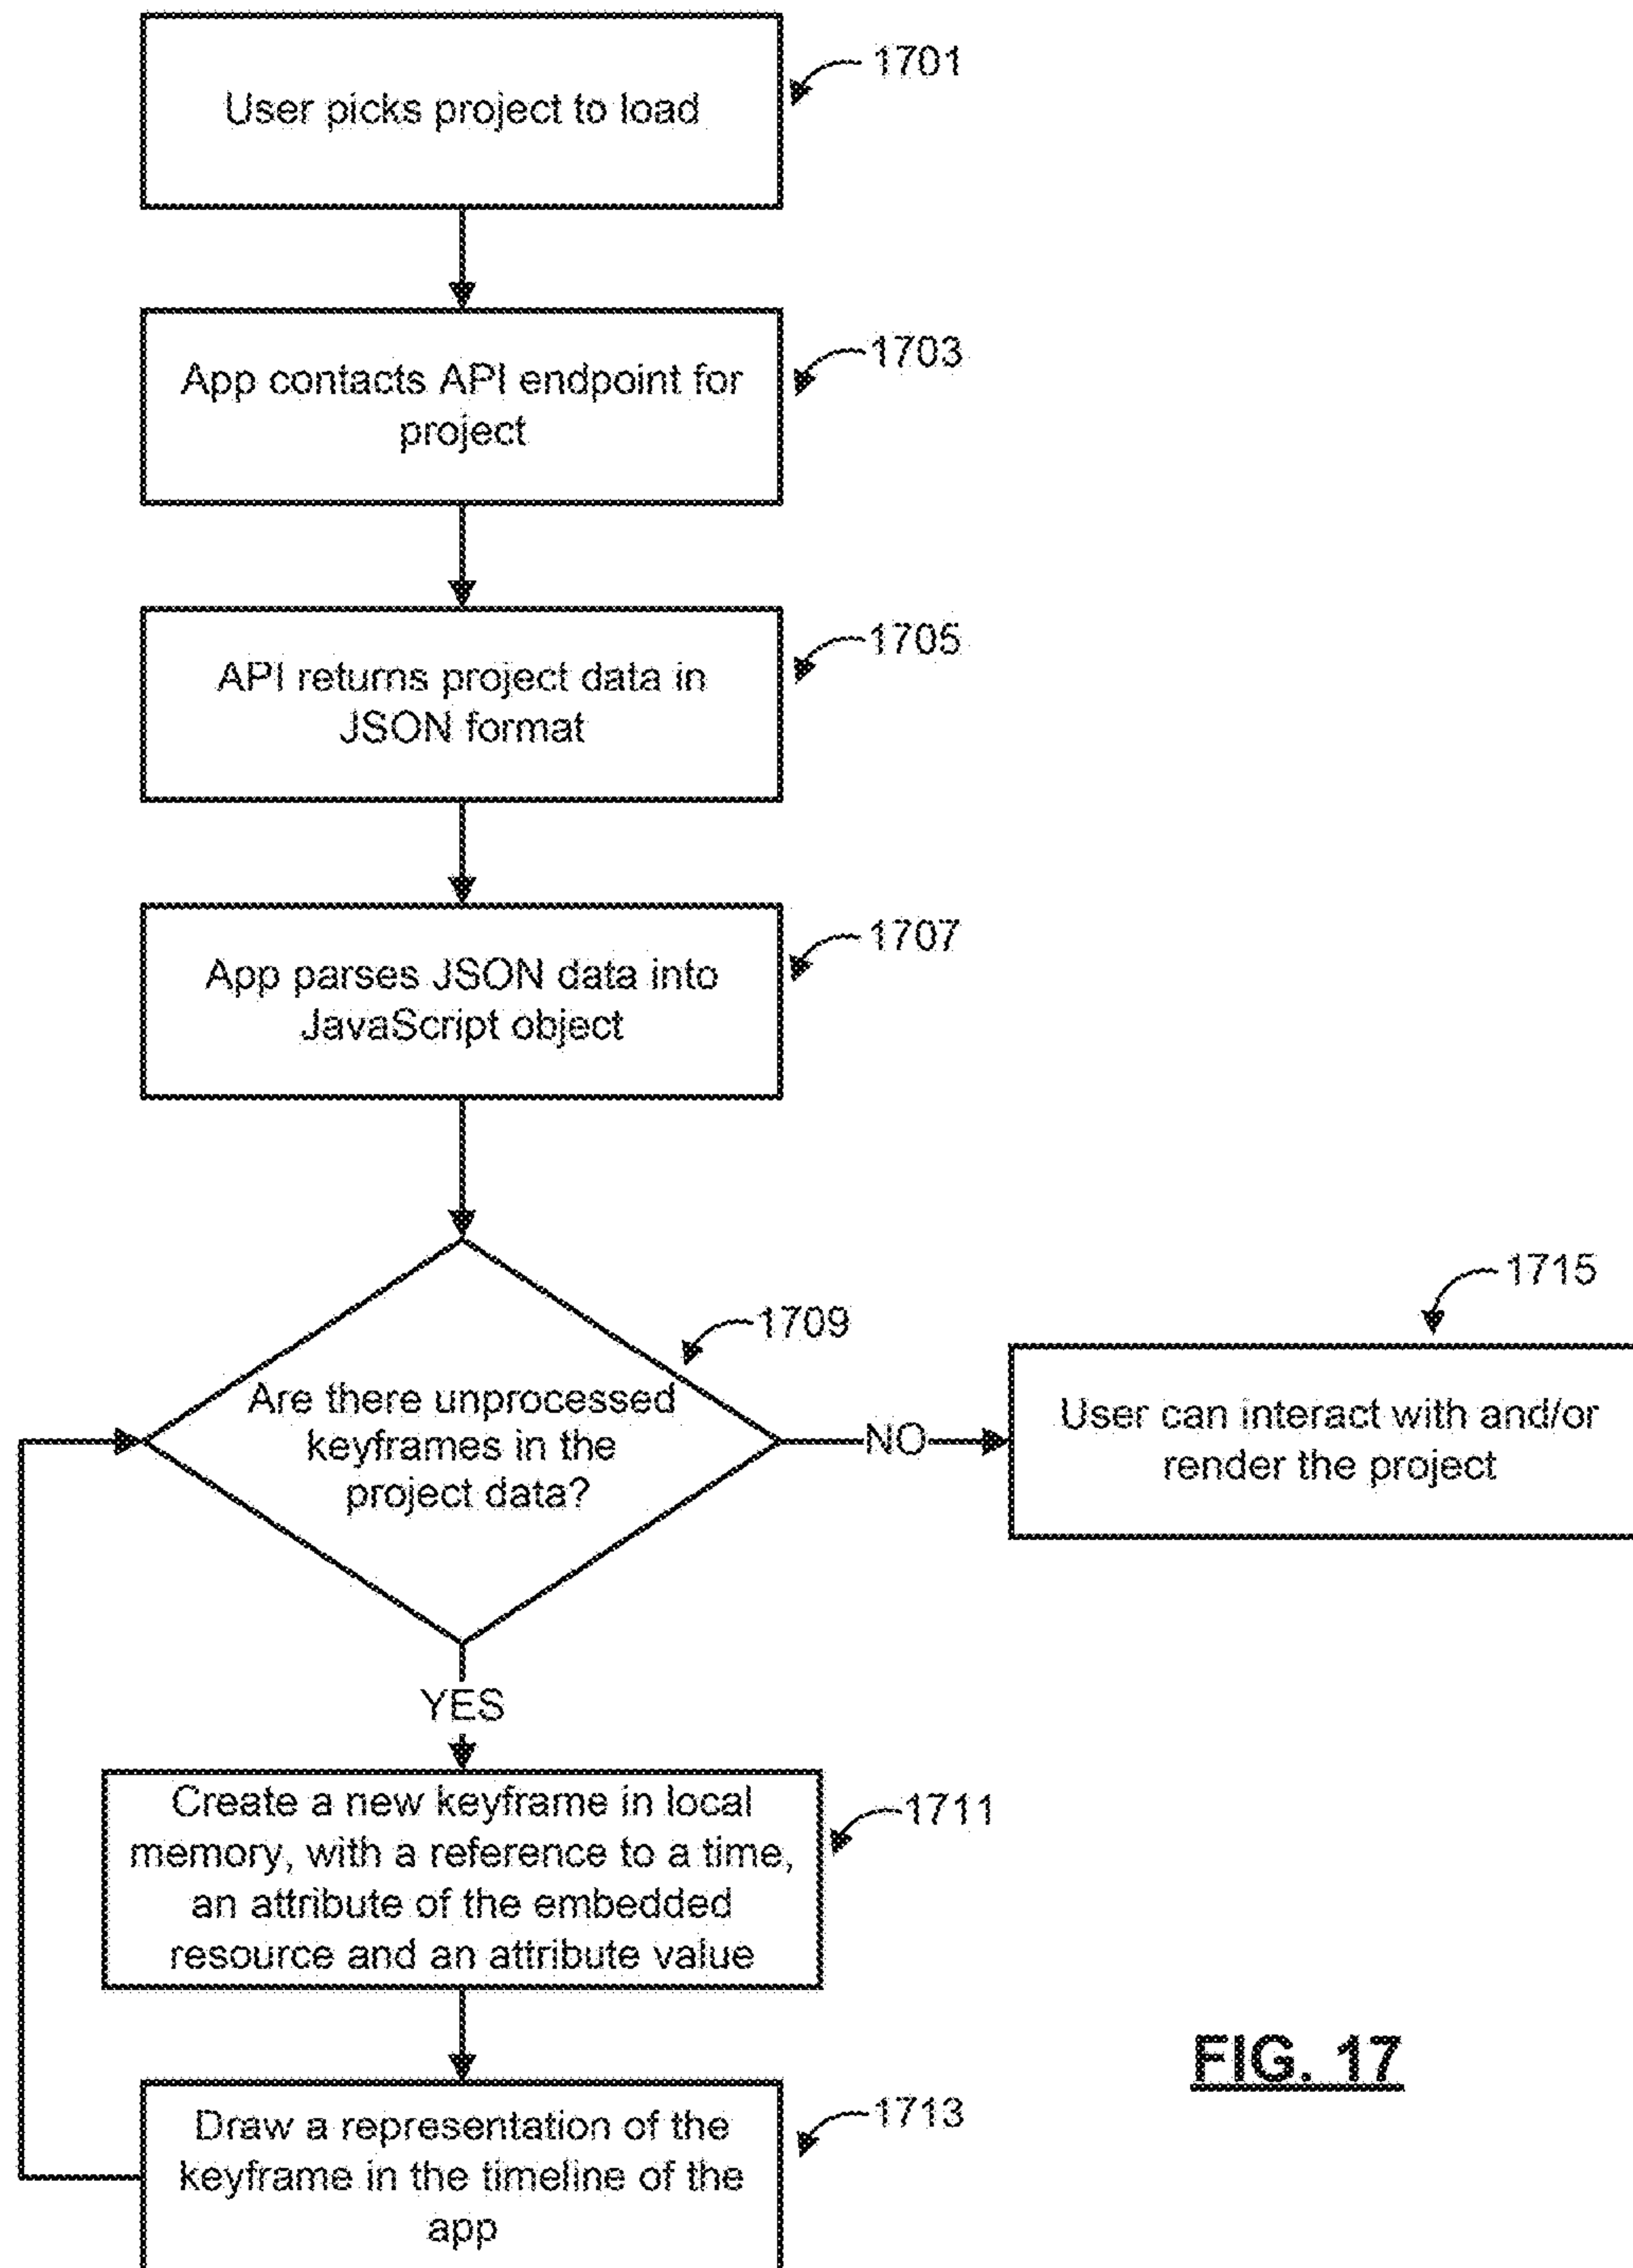 User picks project to load
1701
App contacts API endpoint for
project
1703
API returns project data in
JSON format
1705
App parses JSON data into
JavaScript object
1707
Are there unprocessed
keyframes in the
project data?
1709
NO
User can interact with and/or
render the project
1715
YES
Create a new keyframe in local
memory, with a reference to a time,
an attribute of the embedded
resource and an attribute value
1711
Draw a representation of the
keyframe in the timeline of the
app
1713
FIG. 17